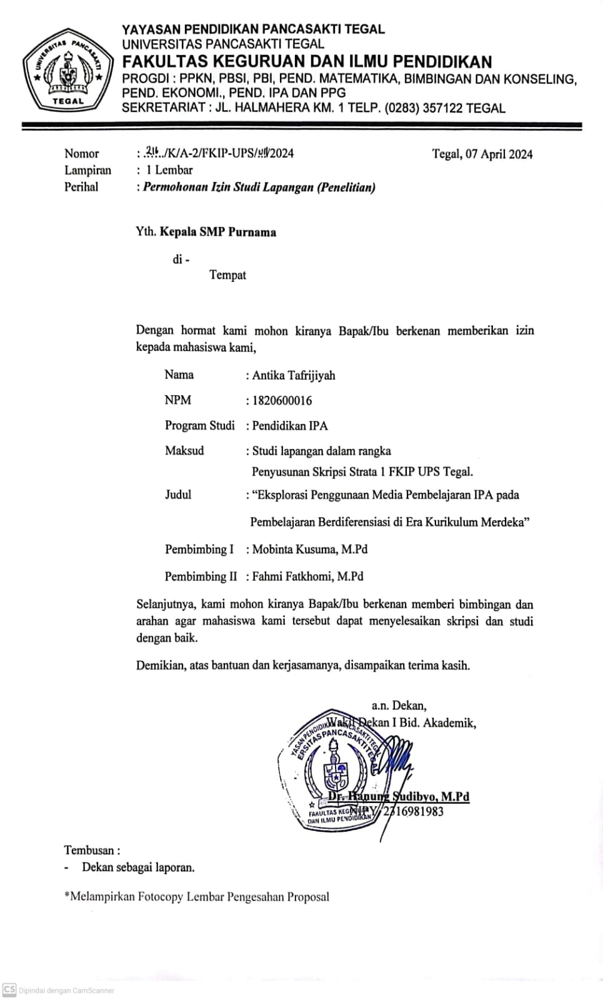 YAYASAN PENDIDIKAN PANCASAKTI TEGAL
UNIVERSITAS PANCASAKTI TEGAL
FAKULTAS KEGURUAN DAN ILMU PENDIDIKAN
PROGDI : PPKN, PBSI, PBI, PEND. MATEMATIKA, BIMBINGAN DAN KONSELING,
PEND. EKONOMI., PEND. IPA DAN PPG
SEKRETARIAT : JL. HALMAHERA KM. 1 TELP. (0283) 357122 TEGAL
UNIVERSITAS PANCASAKTI
TEGAL
Nomor : /K/A-2/FKIP-UPS/ /2024 Tegal, 07 April 2024
Lampiran : 1 Lembar
Perihal : Permohonan Izin Studi Lapangan (Penelitian)
Yth. Kepala SMP Purnama
di -
Tempat
Dengan hormat kami mohon kiranya Bapak/Ibu berkenan memberikan izin
kepada mahasiswa kami,
Nama : Antika Tafrijiyah
NPM : 1820600016
Program Studi : Pendidikan IPA
Maksud : Studi lapangan dalam rangka
Penyusunan Skripsi Strata 1 FKIP UPS Tegal.
Judul : “Eksplorasi Penggunaan Media Pembelajaran IPA pada
Pembelajaran Berdiferensiasi di Era Kurikulum Merdeka”
Pembimbing I : Mobinta Kusuma, M.Pd
Pembimbing II : Fahmi Fatkhomi, M.Pd
Selanjutnya, kami mohon kiranya Bapak/Ibu berkenan memberi bimbingan dan
arahan agar mahasiswa kami tersebut dapat menyelesaikan skripsi dan studi
dengan baik.
Demikian, atas bantuan dan kerjasamanya, disampaikan terima kasih.
a.n. Dekan,
Wakil Dekan I Bid. Akademik,
YASAN PENDIDIKAN PANCASAKTI TEGAL
ERSITAS PANCASAKTI TEGAL
FAKULTAS KEGURUAN
DAN ILMU PENDIDIKAN
Dr. Hanung Sudibyo, M.Pd
NIPY 2316981983
Tembusan :
- Dekan sebagai laporan.
*Melampirkan Fotocopy Lembar Pengesahan Proposal
CS Dipindai dengan CamScanner